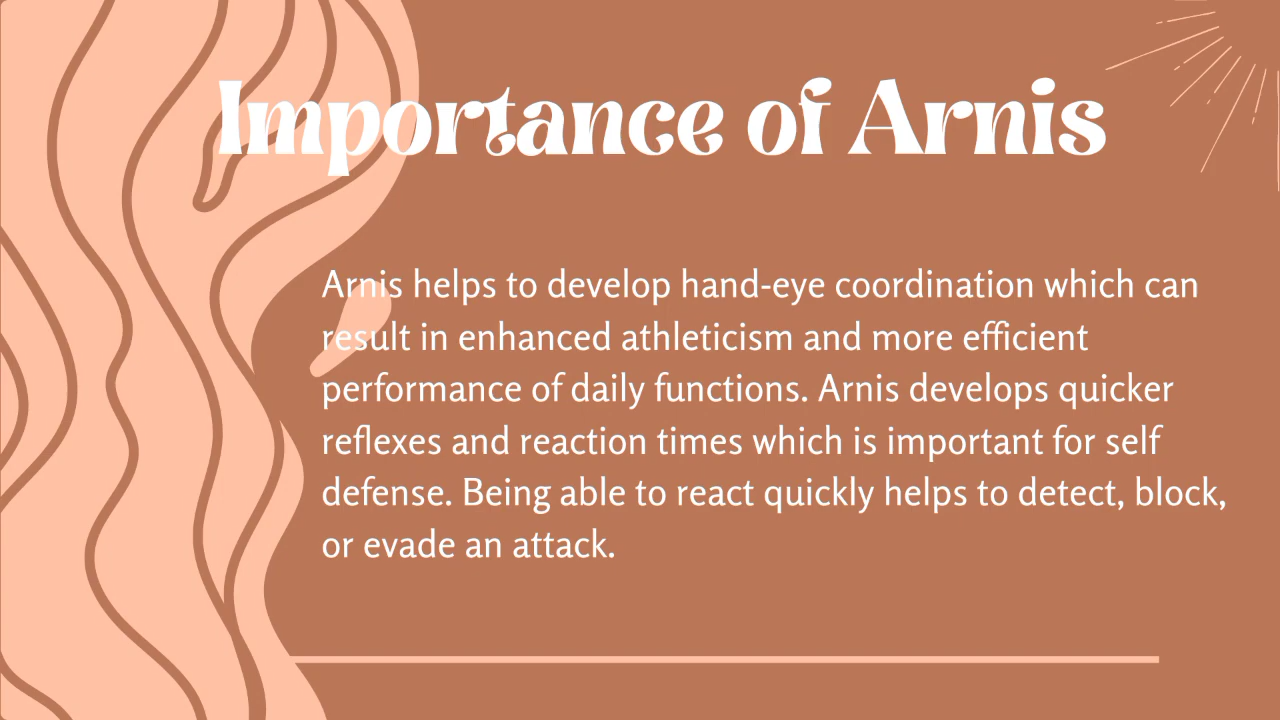 Importance of Arnis
Arnis helps to develop hand-eye coordination which can
result in enhanced athleticism and more efficient
performance of daily functions. Arnis develops quicker
reflexes and reaction times which is important for self
defense. Being able to react quickly helps to detect, block,
or evade an attack.